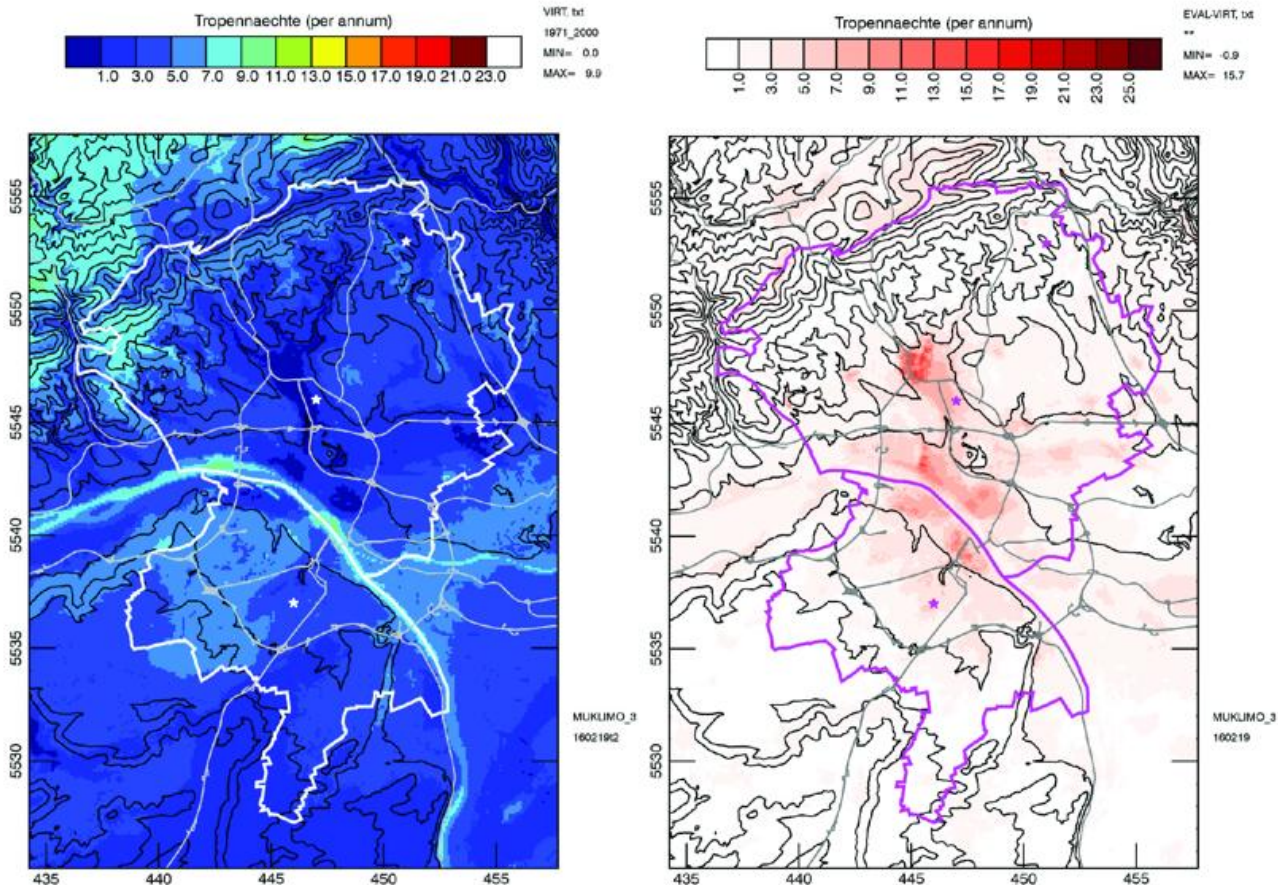 Tropennaechte (per annum)
VIRT, txt
1971_2000
MIN= 0.0
MAX= 9.9
1.0 3.0 5.0 7.0 9.0 11.0 13.0 15.0 17.0 19.0 21.0 23.0
5555
5550
5545
5540
5535
5530
435 440 445 450 455
MUKLIMO_3
160219t2
Tropennaechte (per annum)
EVAL-VIRT, txt
**
MIN= -0.9
MAX= 15.7
1.0 3.0 5.0 7.0 9.0 11.0 13.0 15.0 17.0 19.0 21.0 23.0 25.0
5555
5550
5545
5540
5535
5530
435 440 445 450 455
MUKLIMO_3
160219